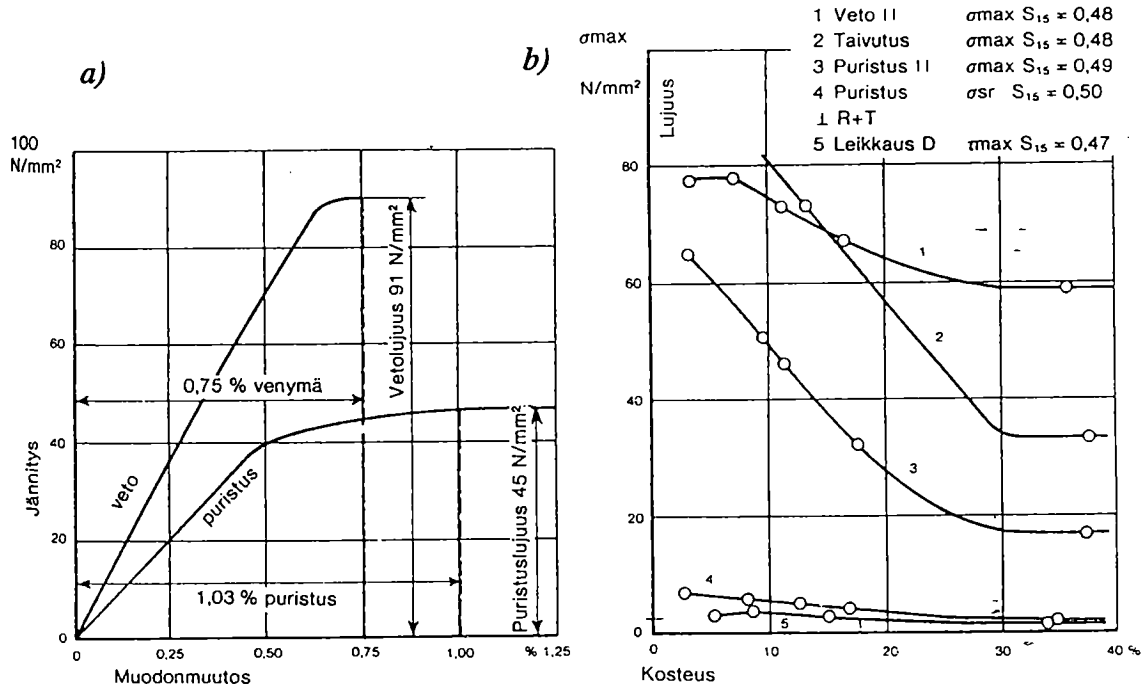 a)
100
N/mm²
80
60
40
20
0
Jännitys
veto
puristus
0,75 % venymä
1,03 % puristus
Vetolujuus 91 N/mm²
Puristuslujuus 45 N/mm²
0 0,25 0,50 0,75 1,00 % 1,25
Muodonmuutos
b)
σmax
N/mm²
Lujuus
1 Veto II σmax S₁₅ = 0,48
2 Taivutus σmax S₁₅ = 0,48
3 Puristus II σmax S₁₅ = 0,49
4 Puristus σsr S₁₅ = 0,50
⊥ R+T
5 Leikkaus D τmax S₁₅ = 0,47
80
60
40
20
0
1
2
3
4
5
0 10 20 30 40 %
Kosteus